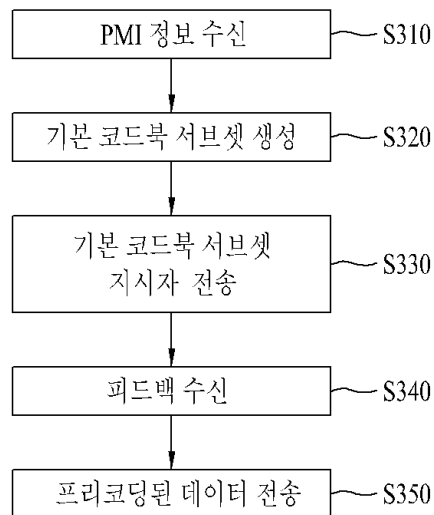 PMI 정보 수신
S310
기본 코드북 서브셋 생성
S320
기본 코드북 서브셋
지시자 전송
S330
피드백 수신
S340
프리코딩된 데이터 전송
S350